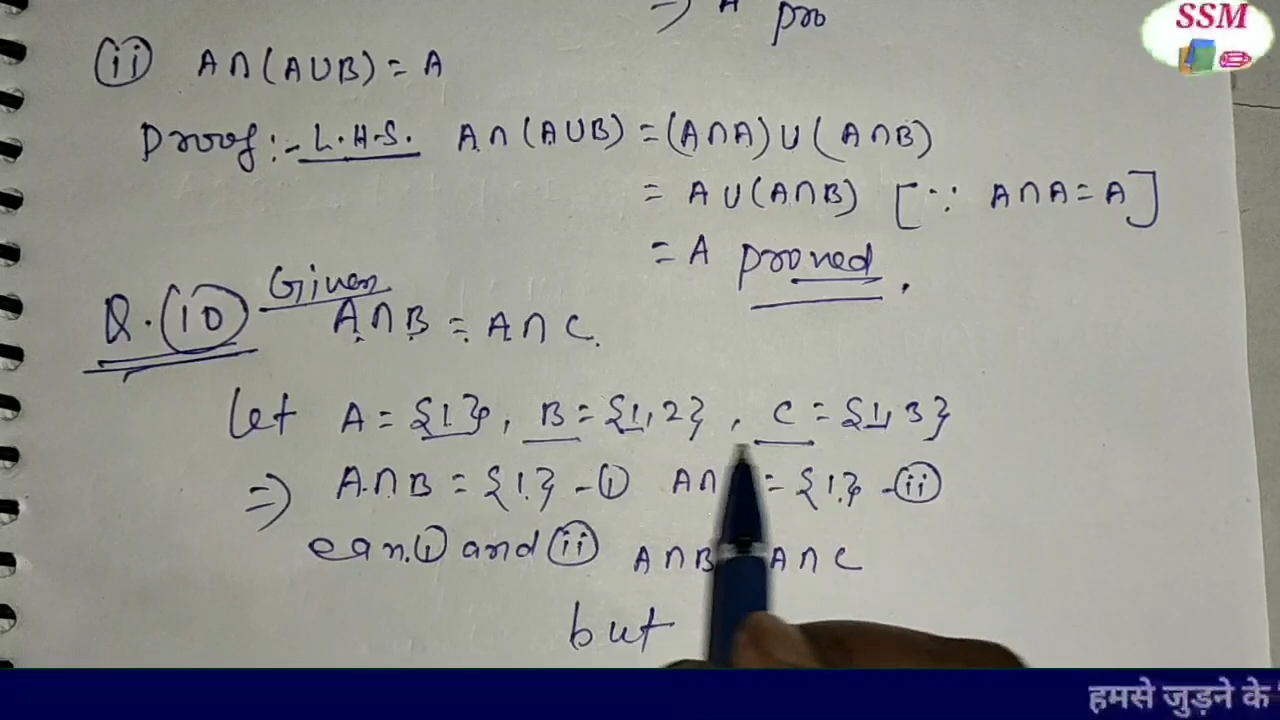 ⇒ A pro
SSM
(ii) A∩(A∪B) = A
Proof:- L.H.S. A∩(A∪B) = (A∩A)∪(A∩B)
= A∪(A∩B) [∵ A∩A=A]
= A proved.
Q.(10) Given
A∩B = A∩C.
Let A = {1}, B = {1,2}, C = {1,3}
⇒ A∩B = {1} -(i) A∩ = {1} -(ii)
eqn.(i) and (ii) A∩B A∩C
but
हमसे जुड़ने के